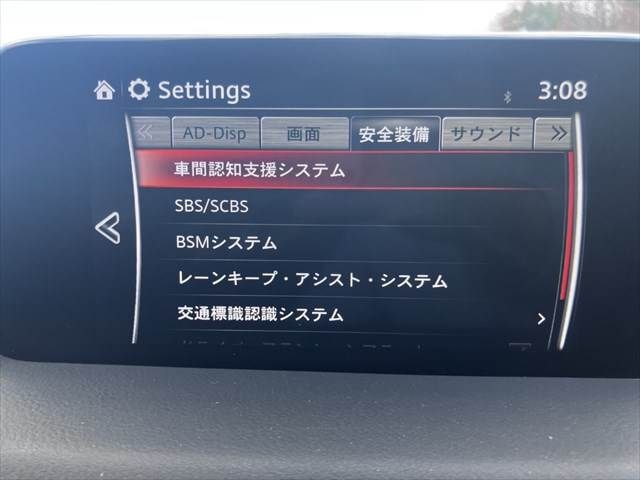 Settings 3:08
AD-Disp 画面 安全装備 サウンド
車間認知支援システム
SBS/SCBS
BSMシステム
レーンキープ・アシスト・システム
交通標識認識システム